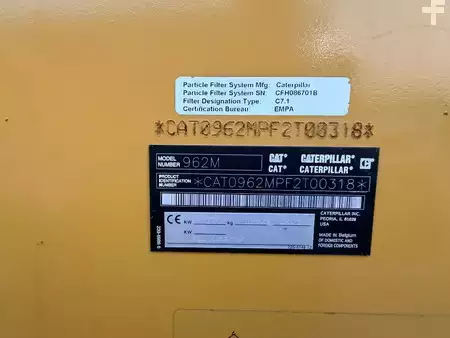 Particle Filter System Mfg: Caterpillar
Particle Filter System SN: CFH086701B
Filter Designation Type: C7.1
Certification Bureau: EMPA
*CAT0962MPF2T00318*
MODEL NUMBER 962M
CAT® CATERPILLAR®
CAT® CATERPILLAR®
PRODUCT IDENTIFICATION NUMBER *CAT0962MPF2T00318*
CE KW kg
KW
KW
CATERPILLAR INC.
PEORIA, IL 61629
USA
MADE IN Belgium
OF DOMESTIC AND
FOREIGN COMPONENTS